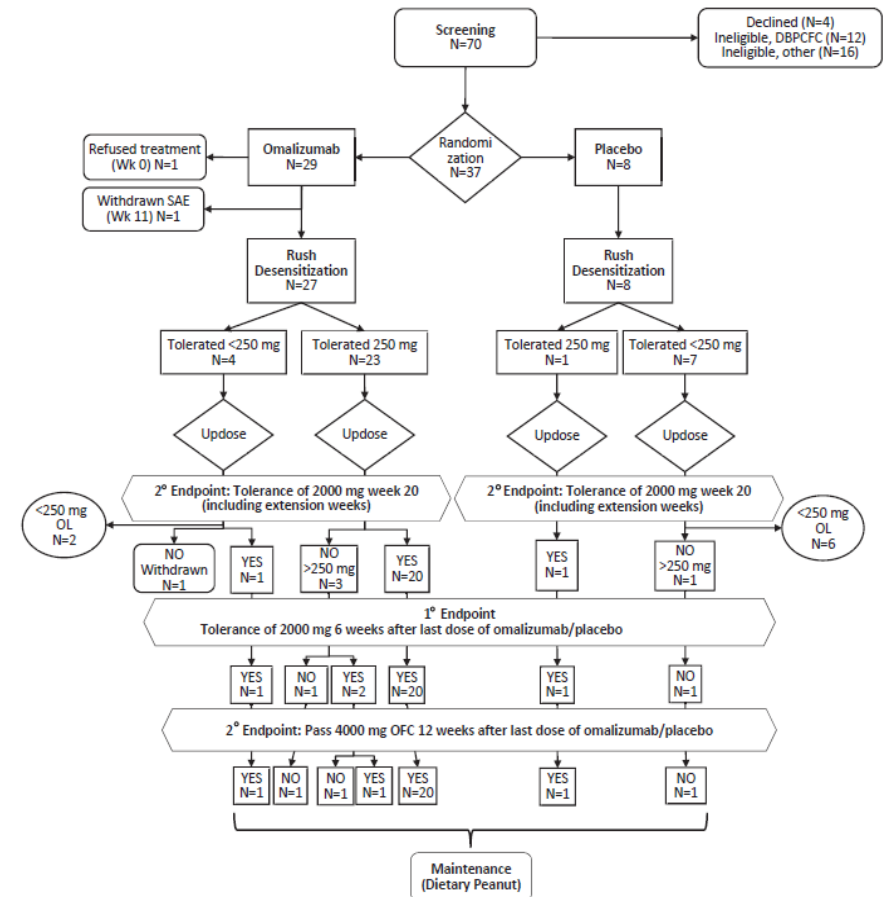 Screening
N=70
Declined (N=4)
Ineligible, DBPCFC (N=12)
Ineligible, other (N=16)
Refused treatment
(Wk 0) N=1
Omalizumab
N=29
Randomi
zation
N=37
Placebo
N=8
Withdrawn SAE
(Wk 11) N=1
Rush
Desensitization
N=27
Rush
Desensitization
N=8
Tolerated <250 mg
N=4
Tolerated 250 mg
N=23
Tolerated 250 mg
N=1
Tolerated <250 mg
N=7
Updose
Updose
Updose
Updose
2° Endpoint: Tolerance of 2000 mg week 20
(including extension weeks)
2° Endpoint: Tolerance of 2000 mg week 20
(including extension weeks)
<250 mg
OL
N=2
<250 mg
OL
N=6
NO
Withdrawn
N=1
YES
N=1
NO
>250 mg
N=3
YES
N=20
YES
N=1
NO
>250 mg
N=1
1° Endpoint
Tolerance of 2000 mg 6 weeks after last dose of omalizumab/placebo
YES
N=1
NO
N=1
YES
N=2
YES
N=20
YES
N=1
NO
N=1
2° Endpoint: Pass 4000 mg OFC 12 weeks after last dose of omalizumab/placebo
YES
N=1
NO
N=1
NO
N=1
YES
N=1
YES
N=20
YES
N=1
NO
N=1
Maintenance
(Dietary Peanut)